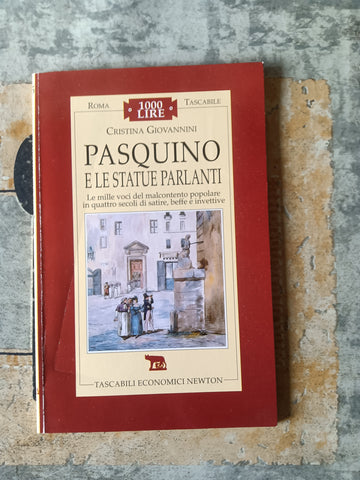 ROMA
1000
LIRE
TASCABILE
CRISTINA GIOVANNINI
PASQUINO
E LE STATUE PARLANTI
Le mille voci del malcontento popolare
in quattro secoli di satire, beffe e invettive
TASCABILI ECONOMICI NEWTON